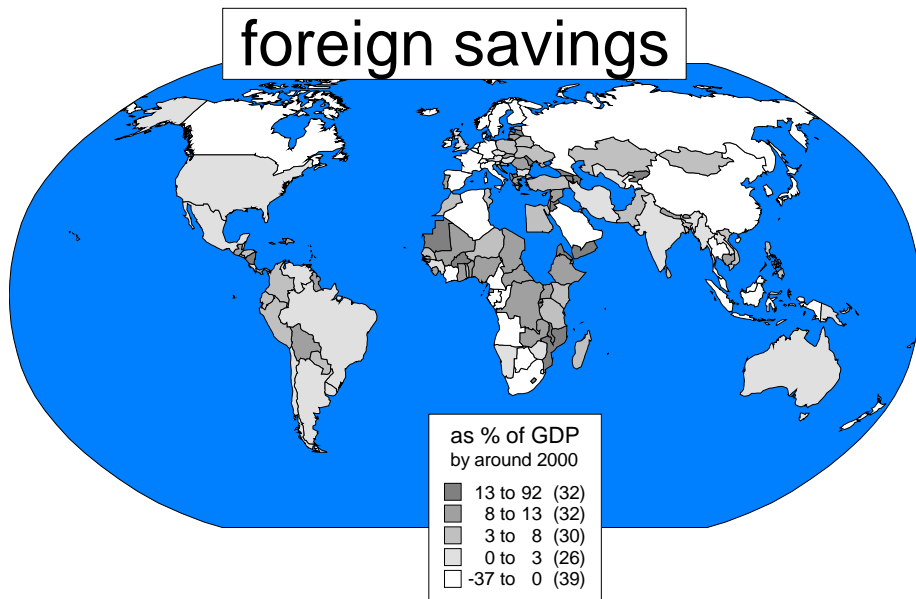 foreign savings
as % of GDP
by around 2000
13 to 92 (32)
8 to 13 (32)
3 to 8 (30)
0 to 3 (26)
-37 to 0 (39)